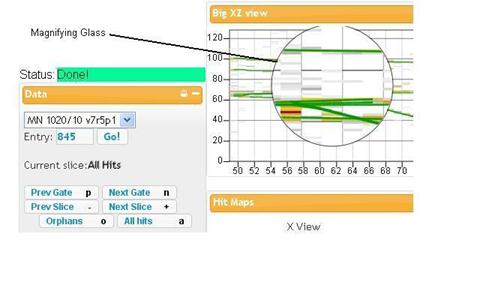 Big XZ view
Magnifying Glass
120
100
80
60
40
20
0
50 52 54 56 58 60 62 64 66 68 70
Status: Done!
Data
MN 1020/10 v7r5p1
Entry: 845 Go!
Current slice: All Hits
Prev Gate p Next Gate n
Prev Slice - Next Slice +
Orphans o All hits a
Hit Maps
X View